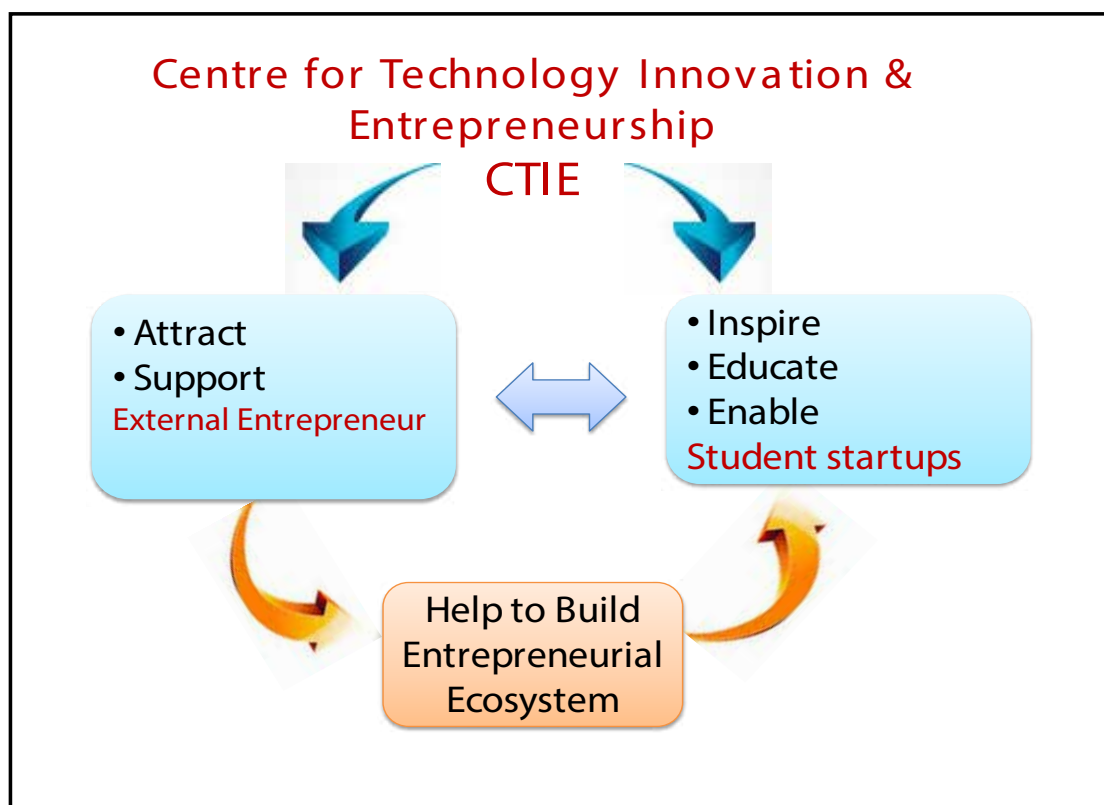 Centre for Technology Innovation &
Entrepreneurship
CTIE
• Attract
• Support
External Entrepreneur
• Inspire
• Educate
• Enable
Student startups
Help to Build
Entrepreneurial
Ecosystem